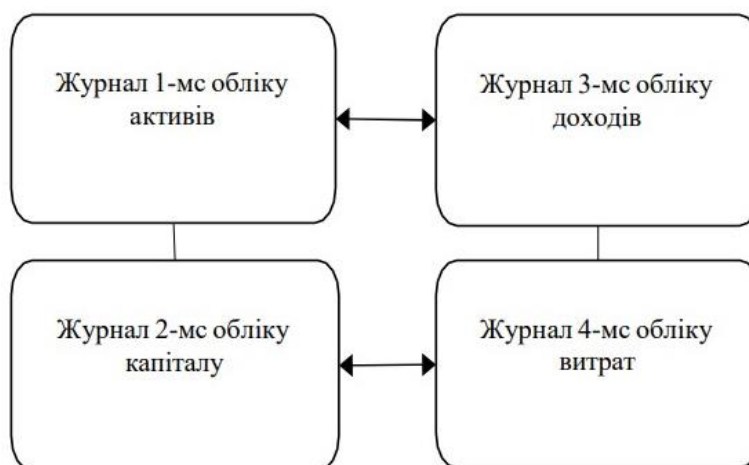 Журнал 1-мс обліку
активів
Журнал 3-мс обліку
доходів
Журнал 2-мс обліку
капіталу
Журнал 4-мс обліку
витрат